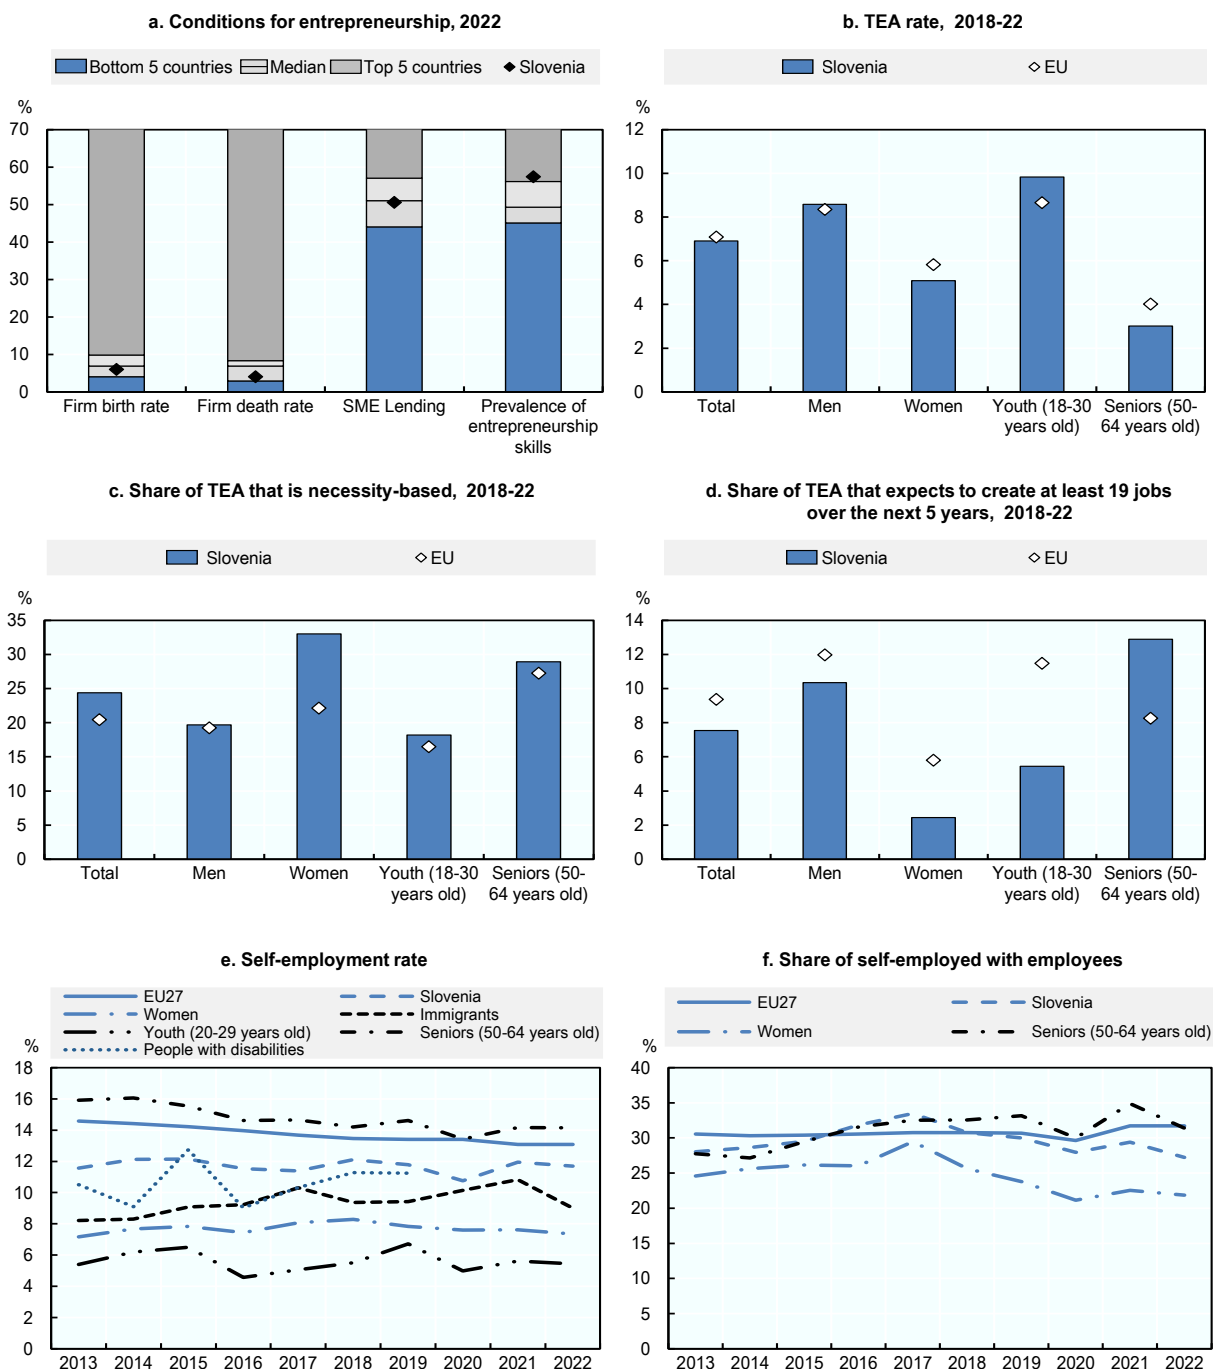 a. Conditions for entrepreneurship, 2022
Bottom 5 countries Median Top 5 countries Slovenia
%
70
60
50
40
30
20
10
0
Firm birth rate Firm death rate SME Lending Prevalence of
entrepreneurship
skills
b. TEA rate, 2018-22
Slovenia EU
%
12
10
8
6
4
2
0
Total Men Women Youth (18-30 Seniors (50-
years old) 64 years old)
c. Share of TEA that is necessity-based, 2018-22
Slovenia EU
%
35
30
25
20
15
10
5
0
Total Men Women Youth (18-30 Seniors (50-
years old) 64 years old)
d. Share of TEA that expects to create at least 19 jobs
over the next 5 years, 2018-22
Slovenia EU
%
14
12
10
8
6
4
2
0
Total Men Women Youth (18-30 Seniors (50-
years old) 64 years old)
e. Self-employment rate
EU27 Slovenia
Women Immigrants
Youth (20-29 years old) Seniors (50-64 years old)
People with disabilities
%
18
16
14
12
10
8
6
4
2
0
2013 2014 2015 2016 2017 2018 2019 2020 2021 2022
f. Share of self-employed with employees
EU27 Slovenia
Women Seniors (50-64 years old)
%
40
35
30
25
20
15
10
5
0
2013 2014 2015 2016 2017 2018 2019 2020 2021 2022